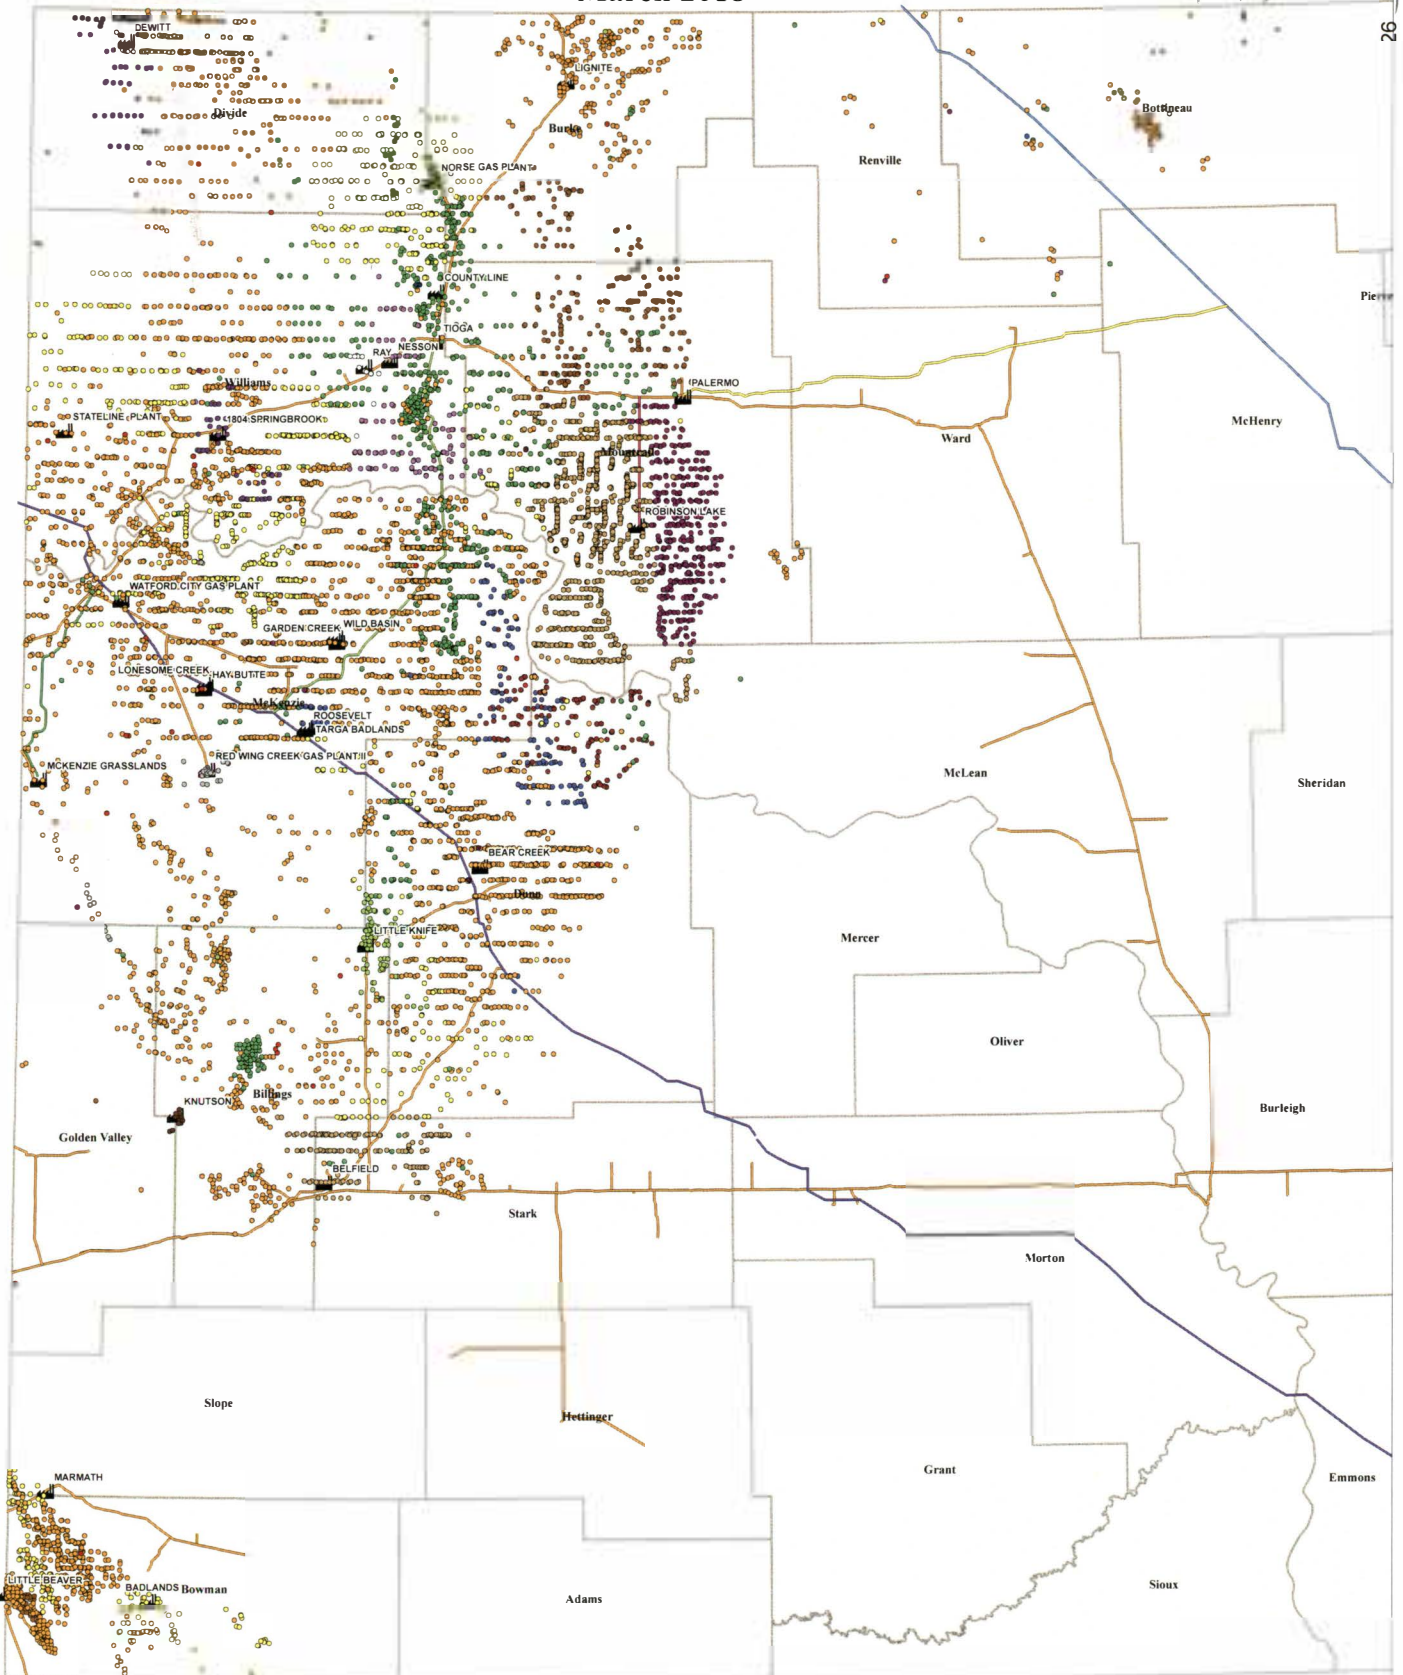 26
DEWITT
LIGNITE
Divide
Burke
Bottineau
Renville
NORSE GAS PLANT
COUNTYLINE
TIOGA
NESSON
RAY
Williams
PALERMO
STATELINE PLANT
1804 SPRINGBROOK
McHenry
Ward
Mountrail
ROBINSON LAKE
WATFORD CITY GAS PLANT
GARDEN CREEK
WILD BASIN
LONESOME CREEK
HAY BUTTE
McKenzie
ROOSEVELT
TARGA BADLANDS
RED WING CREEK GAS PLANT II
MCKENZIE GRASSLANDS
McLean
Sheridan
BEAR CREEK
Dunn
LITTLE KNIFE
Mercer
Oliver
Billings
KNUTSON
Burleigh
Golden Valley
BELFIELD
Stark
Morton
Slope
Hettinger
Grant
MARMATH
Emmons
LITTLE BEAVER
BADLANDS
Bowman
Adams
Sioux